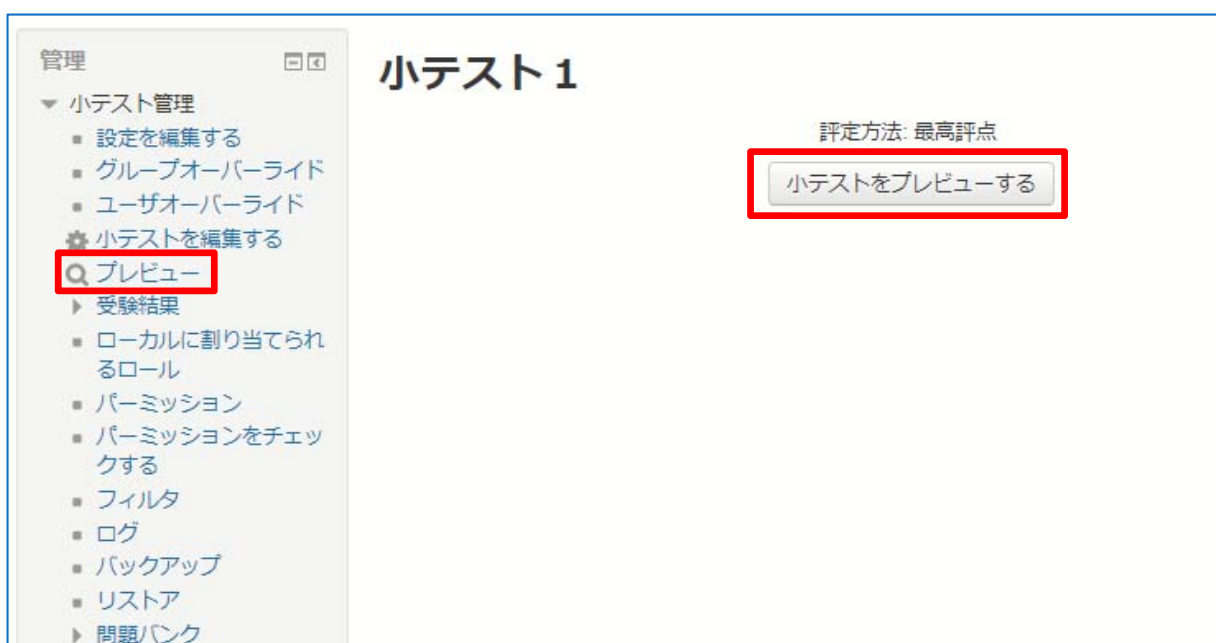 管理
小テスト管理
設定を編集する
グループオーバーライド
ユーザオーバーライド
小テストを編集する
プレビュー
受験結果
ローカルに割り当てられ
るロール
パーミッション
パーミッションをチェッ
クする
フィルタ
ログ
バックアップ
リストア
問題バンク
小テスト1
評定方法: 最高評点
小テストをプレビューする